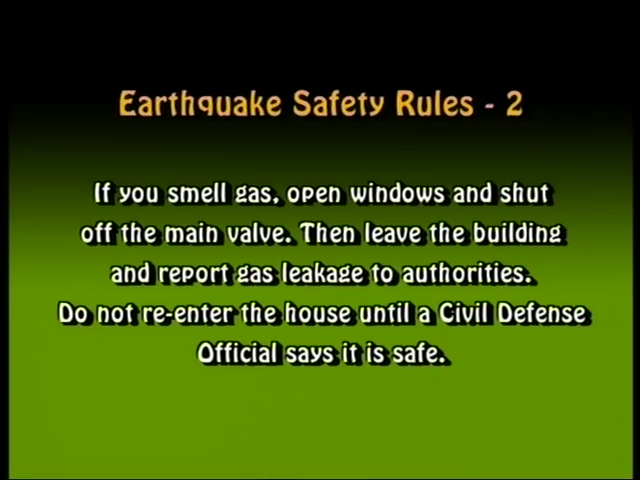 Earthquake Safety Rules - 2
If you smell gas, open windows and shut
off the main valve. Then leave the building
and report gas leakage to authorities.
Do not re-enter the house until a Civil Defense
Official says it is safe.